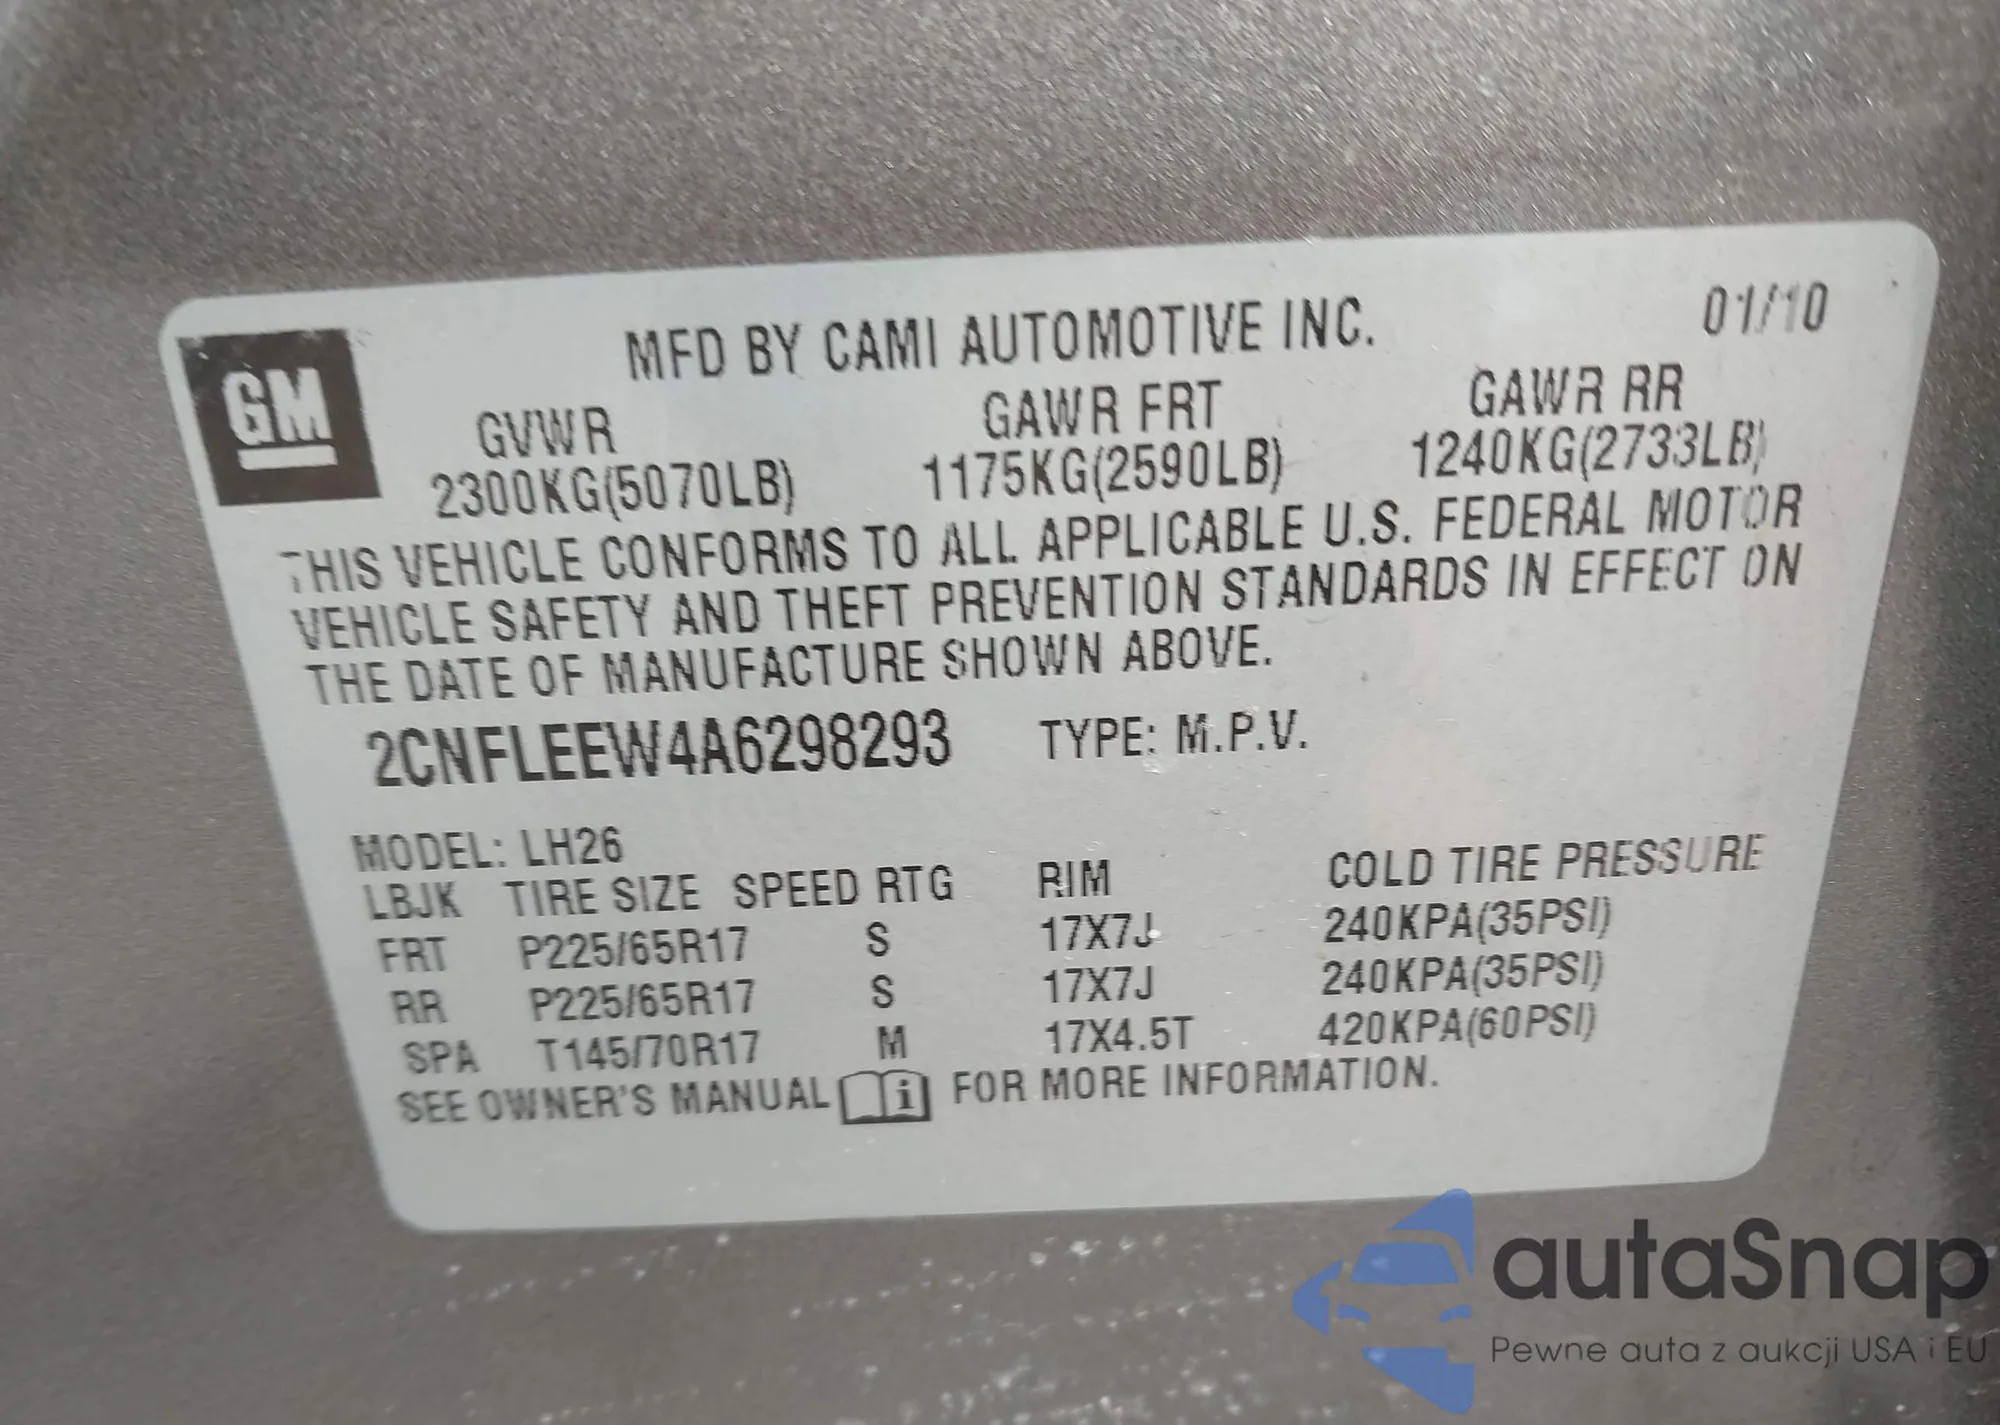 GM
MFD BY CAMI AUTOMOTIVE INC.
01/10
GVWR GAWR FRT GAWR RR
2300KG(5070LB) 1175KG(2590LB) 1240KG(2733LB)
THIS VEHICLE CONFORMS TO ALL APPLICABLE U.S. FEDERAL MOTOR
VEHICLE SAFETY AND THEFT PREVENTION STANDARDS IN EFFECT ON
THE DATE OF MANUFACTURE SHOWN ABOVE.
2CNFLEEW4A6298293 TYPE: M.P.V.
MODEL: LH26
LBJK TIRE SIZE SPEED RTG RIM COLD TIRE PRESSURE
FRT P225/65R17 S 17X7J 240KPA(35PSI)
RR P225/65R17 S 17X7J 240KPA(35PSI)
SPA T145/70R17 M 17X4.5T 420KPA(60PSI)
SEE OWNER'S MANUAL i FOR MORE INFORMATION.
autaSnap
Pewne auta z aukcji USA i EU